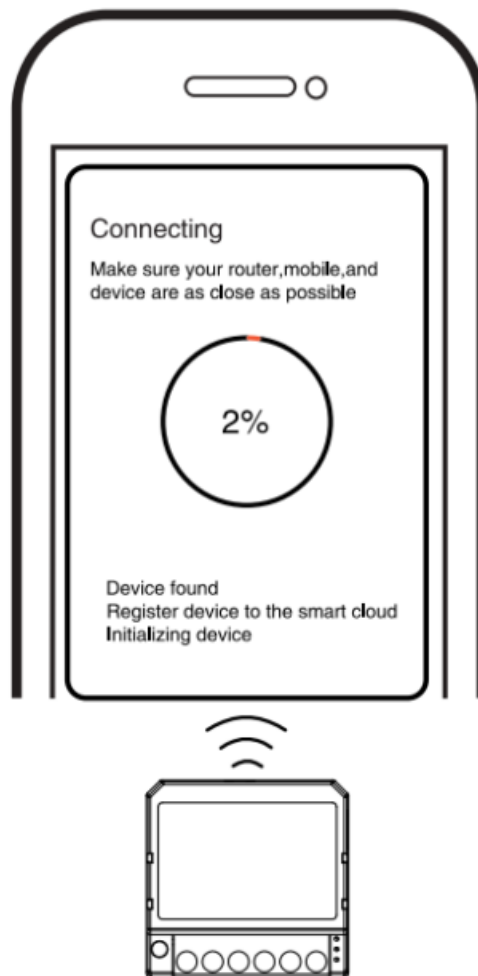 Connecting
Make sure your router,mobile,and
device are as close as possible
2%
Device found
Register device to the smart cloud
Initializing device